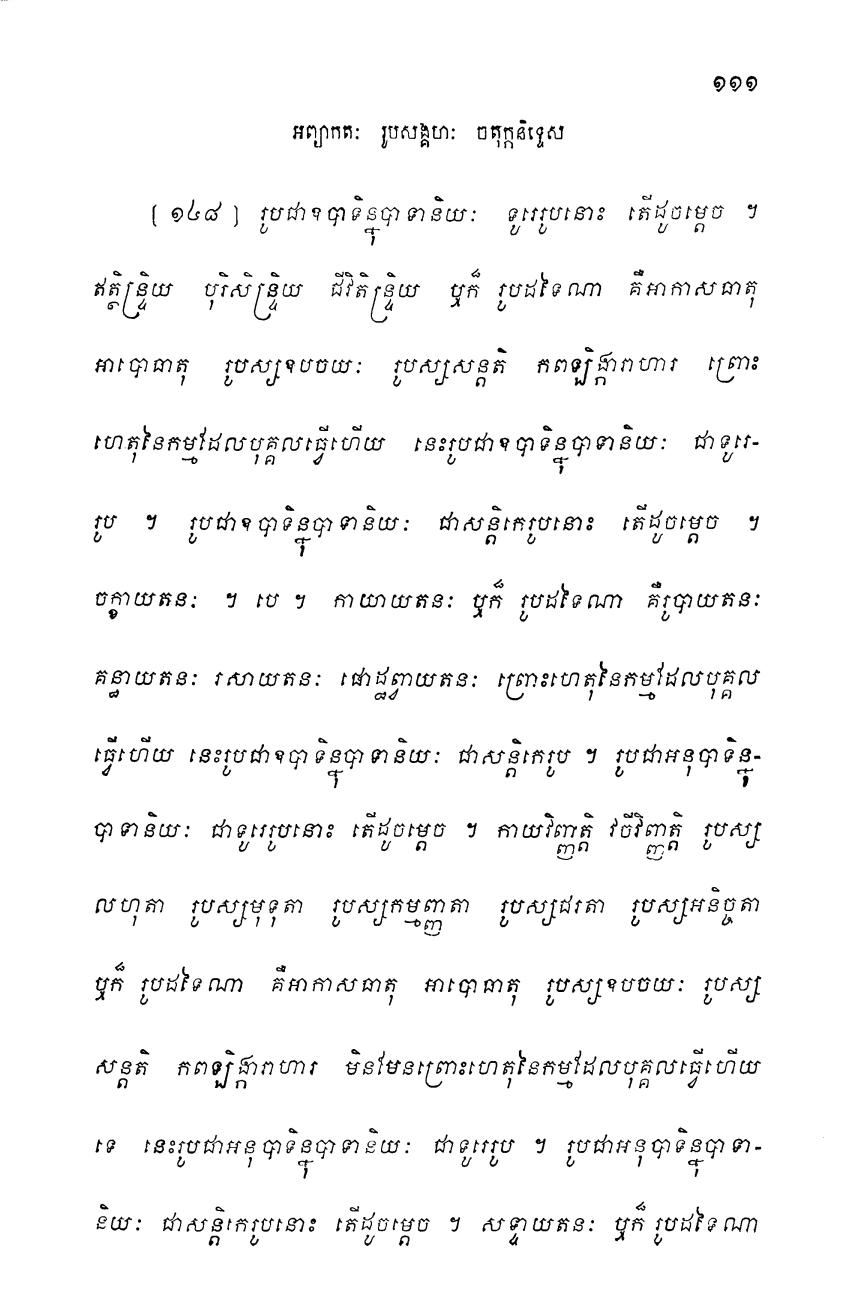 ១១១
អព្យាកតៈ រូបសង្គហៈ ចតុក្កនិទ្ទេស
[ ១៤៨ ] រូបជាឧបាទិន្នុបាទានិយៈ ទូរេរូបនោះ តើដូចម្តេច ។
ឥត្ថិន្ទ្រិយ បុរិសិន្ទ្រិយ ជីវិតិន្ទ្រិយ ឬក៏ រូបដទៃណា គឺអាកាសធាតុ
អាបោធាតុ រូបស្សឧបចយៈ រូបស្សសន្តតិ កពឡិង្ការាហារ ព្រោះ
ហេតុនៃកម្មដែលបុគ្គលធ្វើហើយ នេះរូបជាឧបាទិន្នុបាទានិយៈ ជាទូរេ-
រូប ។ រូបជាឧបាទិន្នុបាទានិយៈ ជាសន្តិកេរូបនោះ តើដូចម្តេច ។
ចក្ខាយតនៈ ។ បេ ។ កាយាយតនៈ ឬក៏ រូបដទៃណា គឺរូបាយតនៈ
គន្ធាយតនៈ រសាយតនៈ ផោដ្ឋព្វាយតនៈ ព្រោះហេតុនៃកម្មដែលបុគ្គល
ធ្វើហើយ នេះរូបជាឧបាទិន្នុបាទានិយៈ ជាសន្តិកេរូប ។ រូបជាអនុបាទិន្នុ-
បាទានិយៈ ជាទូរេរូបនោះ តើដូចម្តេច ។ កាយវិញ្ញត្តិ វចីវិញ្ញត្តិ រូបស្ស
លហុតា រូបស្សមុទុតា រូបស្សកម្មញ្ញតា រូបស្សជរតា រូបស្សអនិច្ចតា
ឬក៏ រូបដទៃណា គឺអាកាសធាតុ អាបោធាតុ រូបស្សឧបចយៈ រូបស្ស
សន្តតិ កពឡិង្ការាហារ មិនមែនព្រោះហេតុនៃកម្មដែលបុគ្គលធ្វើហើយ
ទេ នេះរូបជាអនុបាទិន្នុបាទានិយៈ ជាទូរេរូប ។ រូបជាអនុបាទិន្នុបាទា-
និយៈ ជាសន្តិកេរូបនោះ តើដូចម្តេច ។ សទ្ទាយតនៈ ឬក៏ រូបដទៃណា